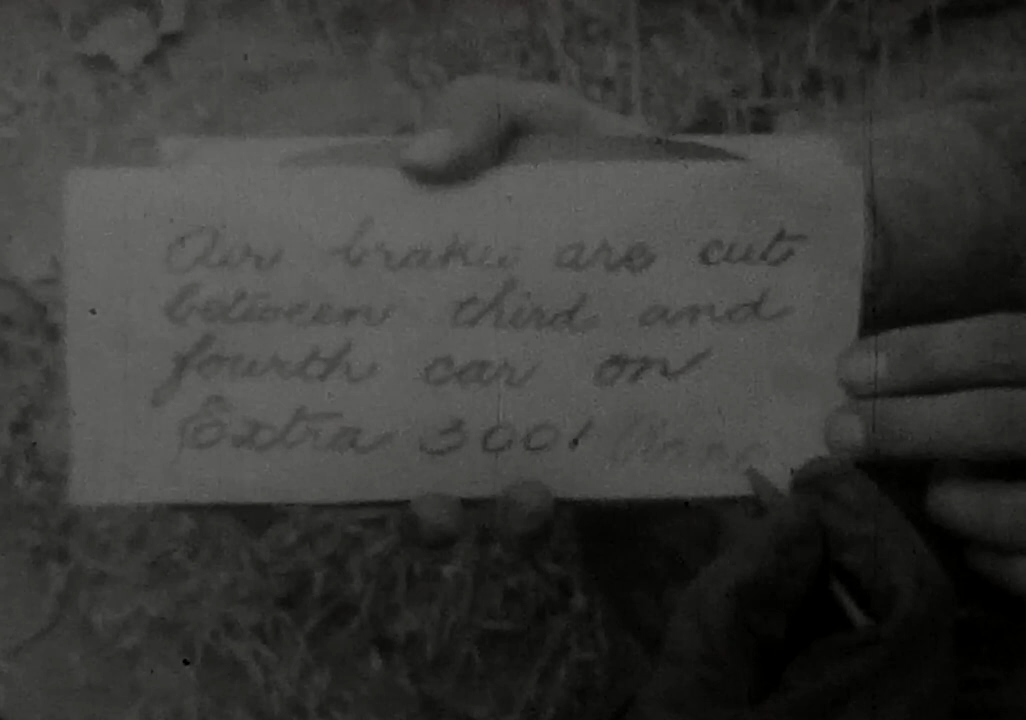 Air brakes are cut
between third and
fourth car on
Extra 300!